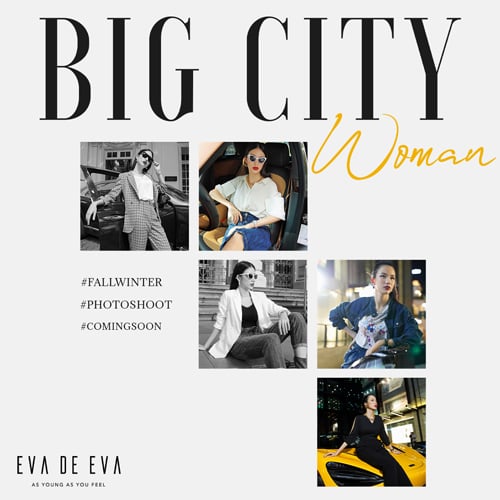 BIG CITY
Woman
#FALLWINTER
#PHOTOSHOOT
#COMINGSOON
EVA DE EVA
AS YOUNG AS YOU FEEL